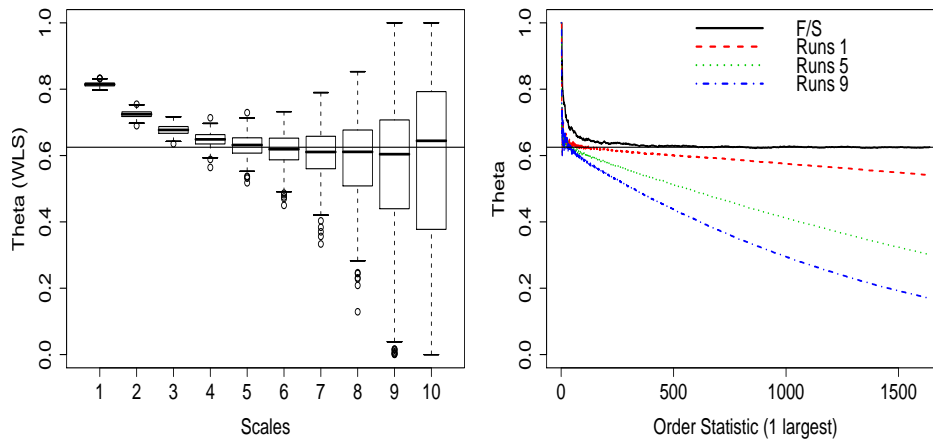 Theta (WLS)
1.0
0.8
0.6
0.4
0.2
0.0
1 2 3 4 5 6 7 8 9 10
Scales
Theta
1.0
0.8
0.6
0.4
0.2
0.0
F/S
Runs 1
Runs 5
Runs 9
0 500 1000 1500
Order Statistic (1 largest)